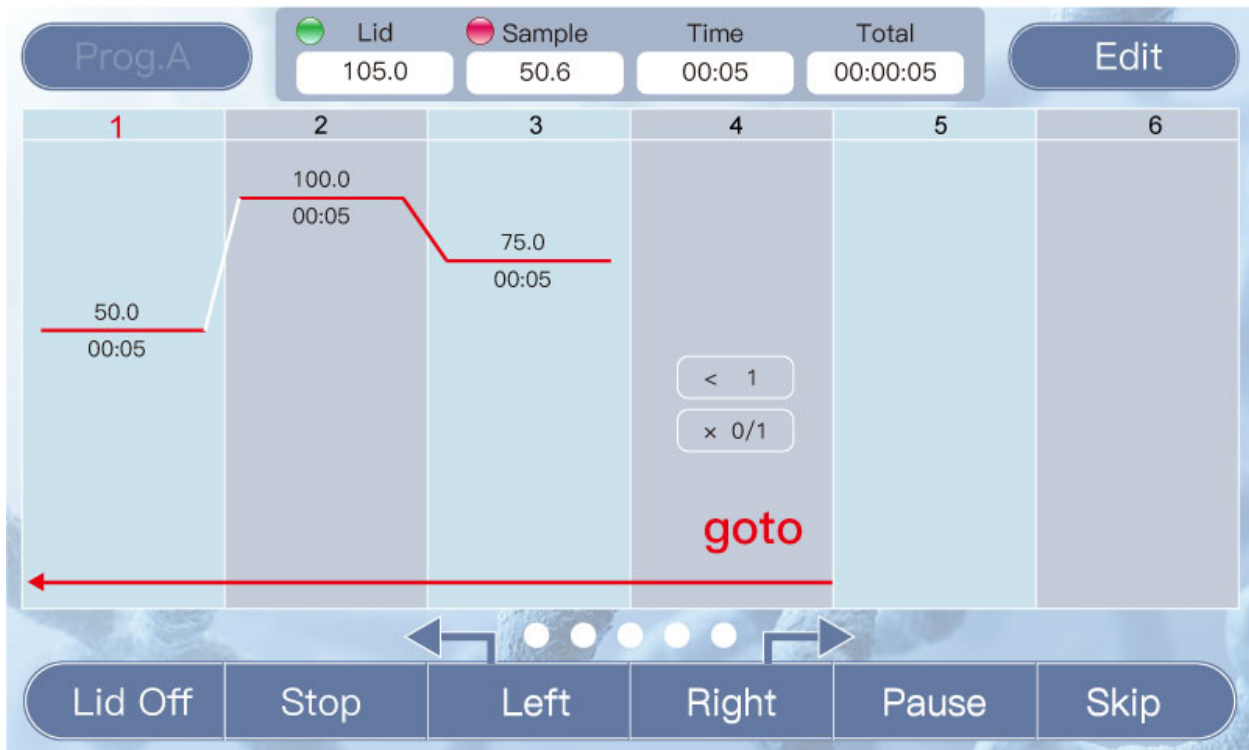 Prog.A
Lid Sample Time Total
105.0 50.6 00:05 00:00:05
Edit
1 2 3 4 5 6
100.0
00:05
75.0
00:05
50.0
00:05
< 1
× 0/1
goto
Lid Off Stop Left Right Pause Skip